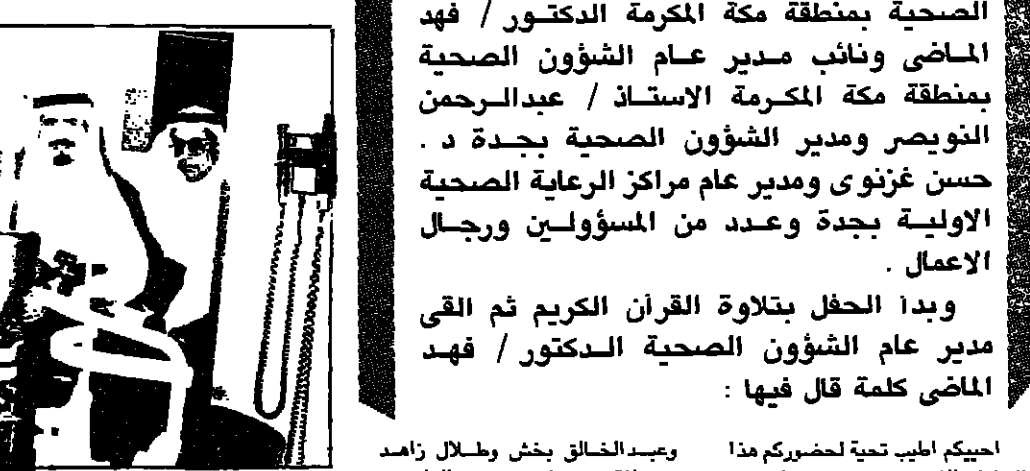 الصحية بمنطقة مكة المكرمة الدكتور / فهد
الماضى ونائب مدير عام الشؤون الصحية
بمنطقة مكة المكرمة الاستاذ / عبدالرحمن
النويصر ومدير الشؤون الصحية بجدة د .
حسن غزنوى ومدير عام مراكز الرعاية الصحية
الاولية بجدة وعدد من المسؤولين ورجال
الاعمال .
وبدأ الحفل بتلاوة القرآن الكريم ثم القى
مدير عام الشؤون الصحية الدكتور / فهد
الماضى كلمة قال فيها :
احييكم اطيب تحية لحضوركم هذا
وعبدالخالق بخش وطلال زاهد